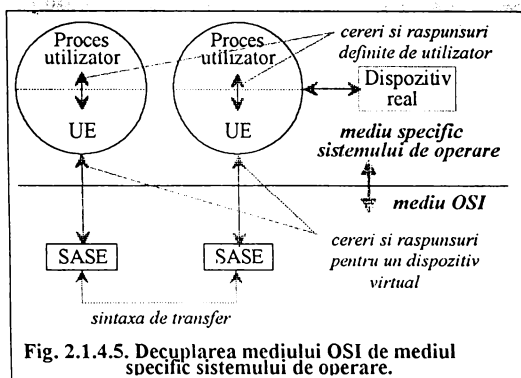 Proces
utilizator
UE
Proces
utilizator
UE
cereri si raspunsuri
definite de utilizator
Dispozitiv
real
mediu specific
sistemului de operare
mediu OSI
cereri si raspunsuri
pentru un dispozitiv
virtual
SASE
SASE
sintaxa de transfer
Fig. 2.1.4.5. Decuplarea mediului OSI de mediul
specific sistemului de operare.